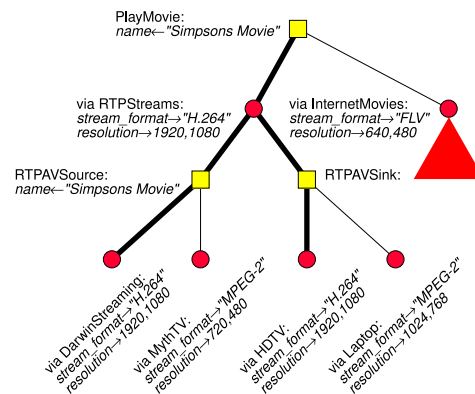 PlayMovie:
name←"Simpsons Movie"
via RTPStreams:
stream_format→"H.264"
resolution→1920,1080
via InternetMovies:
stream_format→"FLV"
resolution→640,480
RTPAVSource:
name←"Simpsons Movie"
RTPAVSink:
via DarwinStreaming:
stream_format→"H.264"
resolution→1920,1080
via MythTV:
stream_format→"MPEG-2"
resolution→720,480
via HDTV:
stream_format→"H.264"
resolution→1920,1080
via Laptop:
stream_format→"MPEG-2"
resolution→1024,768